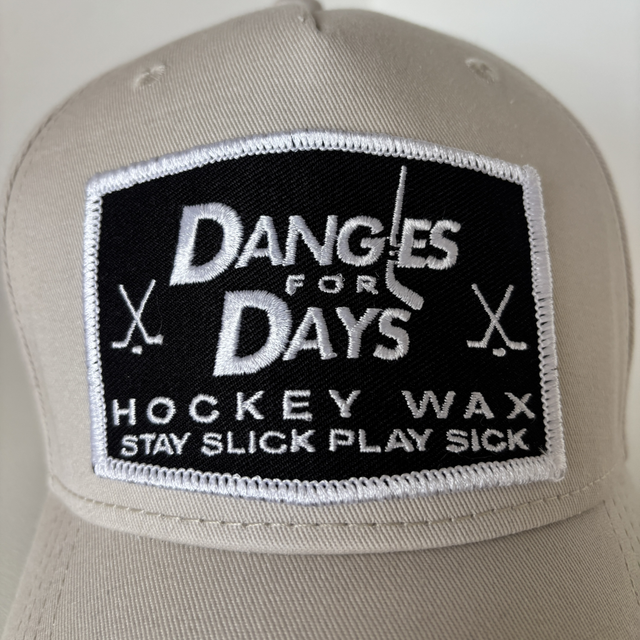 DANGLES
FOR
DAYS
HOCKEY WAX
STAY SLICK PLAY SICK